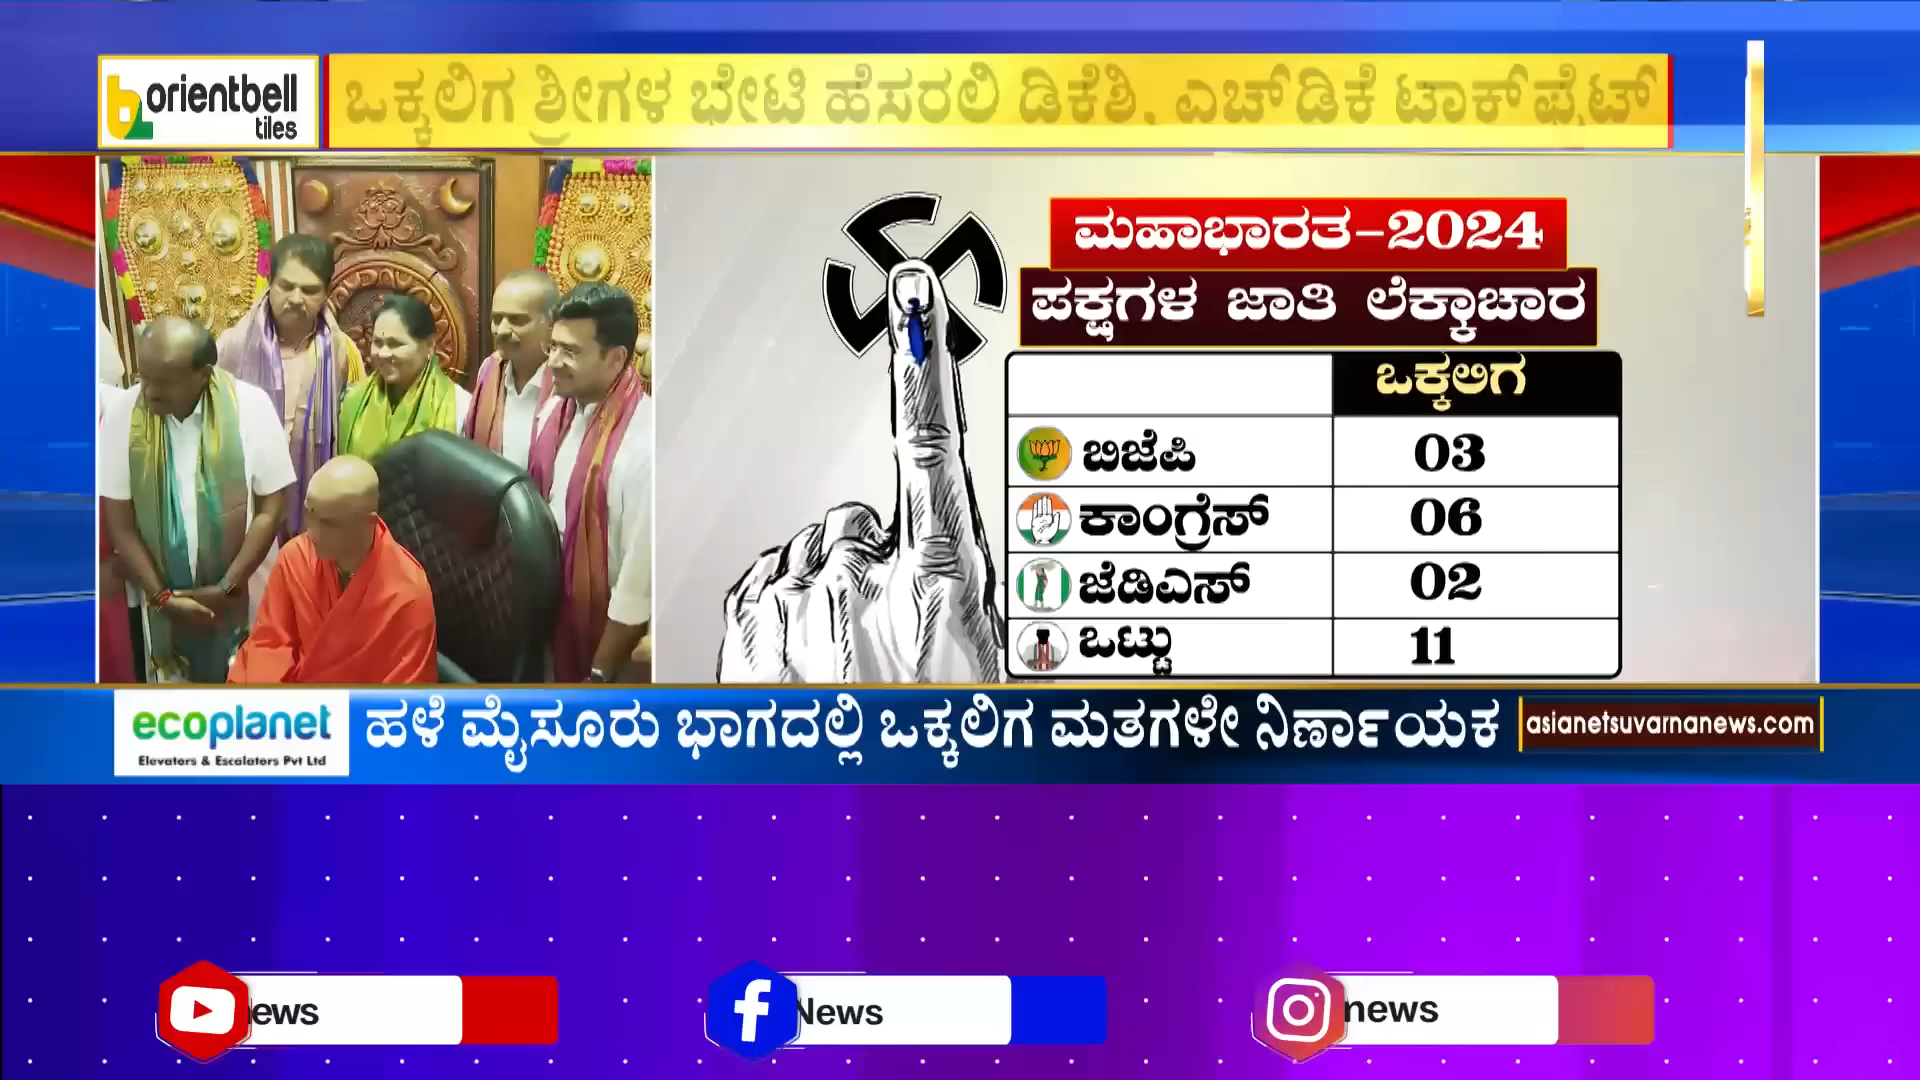 orientbell
tiles
ಒಕ್ಕಲಿಗ ಶ್ರೀಗಳ ಭೇಟಿ ಹೆಸರಲಿ ಡಿಕೆಶಿ, ಎಚ್‌ಡಿಕೆ ಟಾಕ್‌ಫೈಟ್
ಮಹಾಭಾರತ-2024
ಪಕ್ಷಗಳ ಜಾತಿ ಲೆಕ್ಕಾಚಾರ
ಒಕ್ಕಲಿಗ
ಬಿಜೆಪಿ 03
ಕಾಂಗ್ರೆಸ್ 06
ಜೆಡಿಎಸ್ 02
ಒಟ್ಟು 11
ecoplanet
Elevators & Escalators Pvt Ltd
ಹಳೆ ಮೈಸೂರು ಭಾಗದಲ್ಲಿ ಒಕ್ಕಲಿಗ ಮತಗಳೇ ನಿರ್ಣಾಯಕ
asianetsuvarnanews.com
news News news